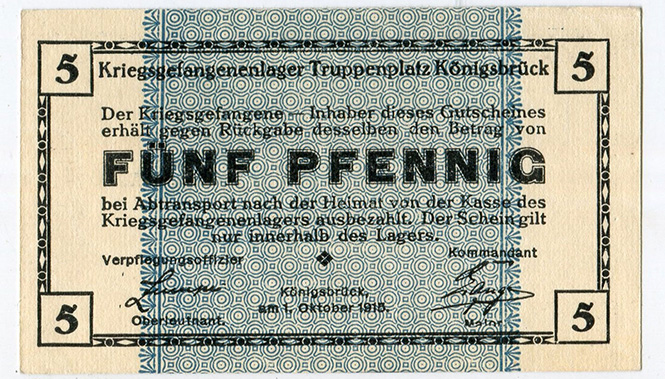 5 5
Kriegsgefangenenlager Truppenplatz Königsbrück
Der Kriegsgefangene — Inhaber dieses Gutscheines
erhält gegen Rückgabe desselben den Betrag von
FÜNF PFENNIG
bei Abtransport nach der Heimat von der Kasse des
Kriegsgefangenenlagers ausbezahlt. Der Schein gilt
nur innerhalb des Lagers.
Verpflegungsoffizier Kommandant
Königsbrück,
am 1. Oktober 1915.
Oberleutnant. Major
5 5